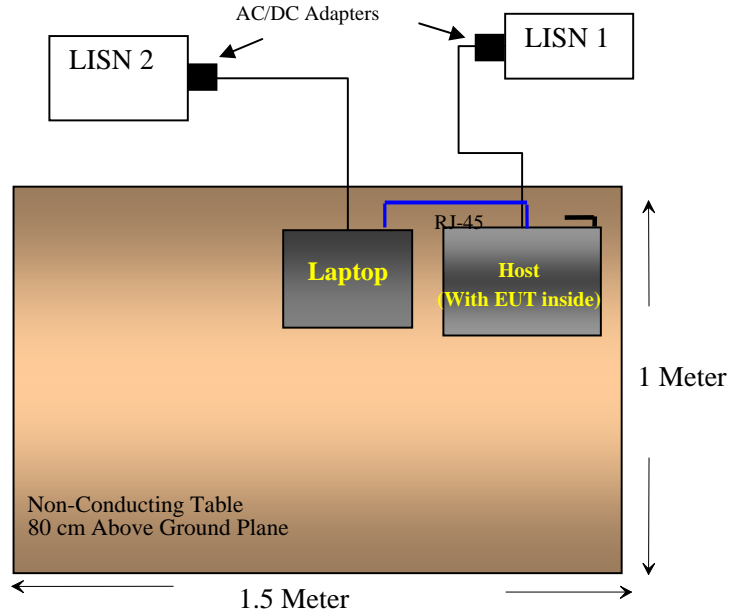 AC/DC Adapters
LISN 2
LISN 1
RJ-45
Laptop
Host
(With EUT inside)
1 Meter
Non-Conducting Table
80 cm Above Ground Plane
1.5 Meter